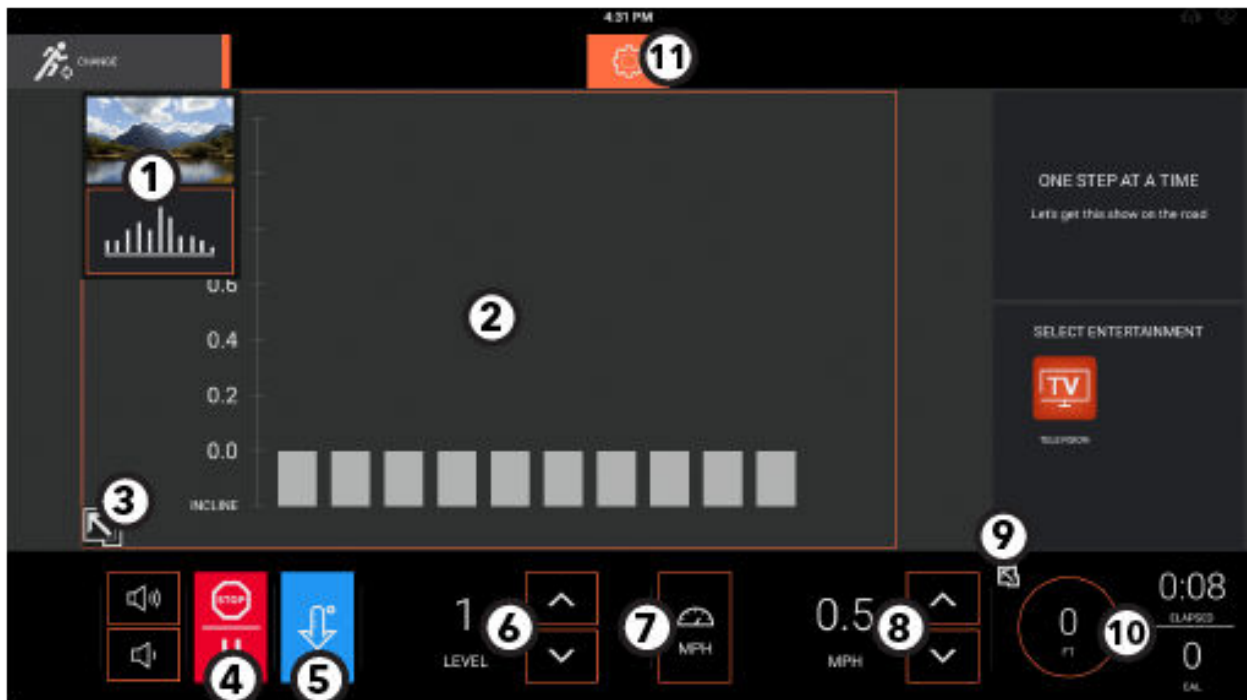 4:31 PM
CHANGE
11
1
ONE STEP AT A TIME
Let's get this show on the road
0.6
2
0.4
SELECT ENTERTAINMENT
0.2
TV
TELEVISION
0.0
3
INCLINE
9
STOP
1
6
7
0.5
8
0
10
0:08
ELAPSED
LEVEL
MPH
MPH
FT
0
4
5
CAL